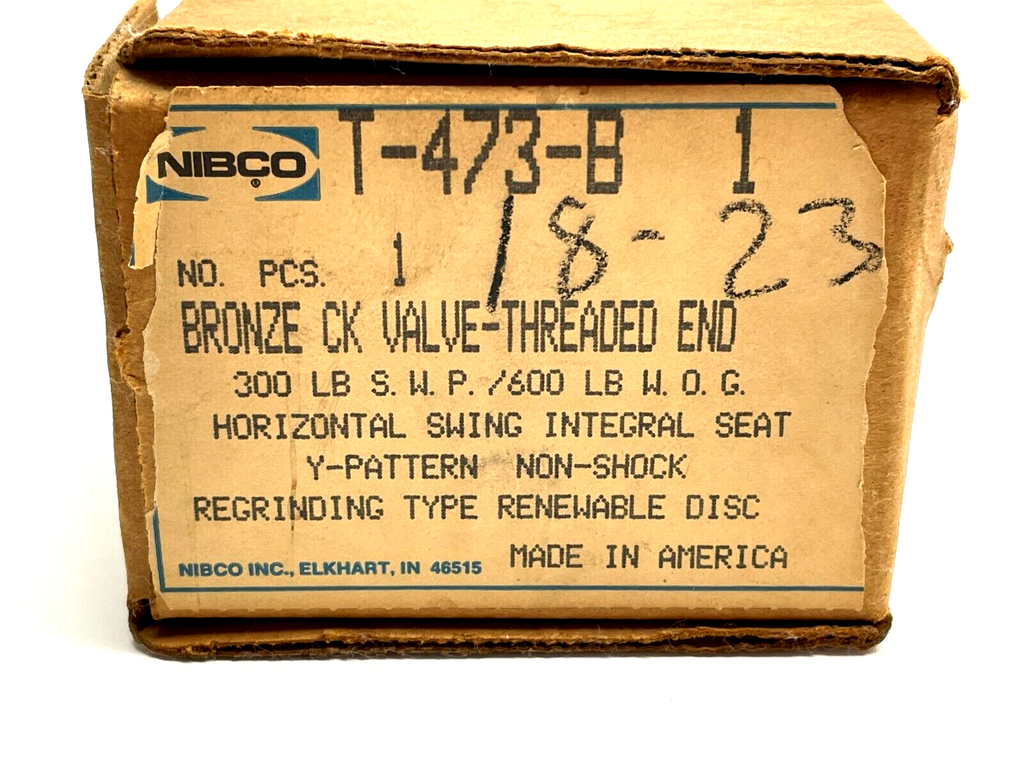 NIBCO® T-473-B 1
18-23
NO. PCS. 1
BRONZE CK VALVE-THREADED END
300 LB S.W.P./600 LB W.O.G.
HORIZONTAL SWING INTEGRAL SEAT
Y-PATTERN NON-SHOCK
REGRINDING TYPE RENEWABLE DISC
NIBCO INC., ELKHART, IN 46515 MADE IN AMERICA